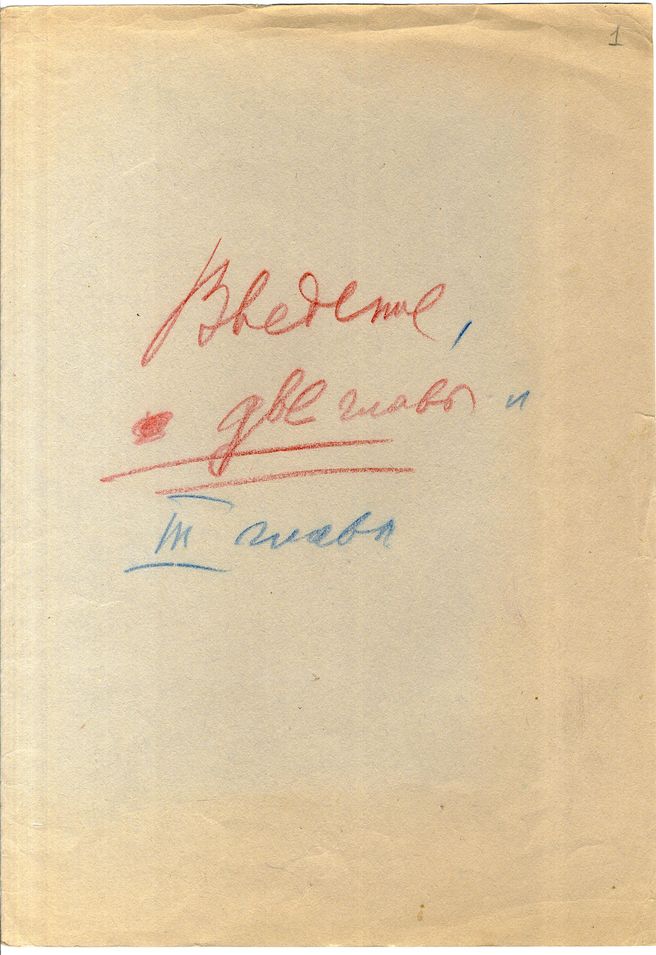 1
Введение,
две главы и
III глава